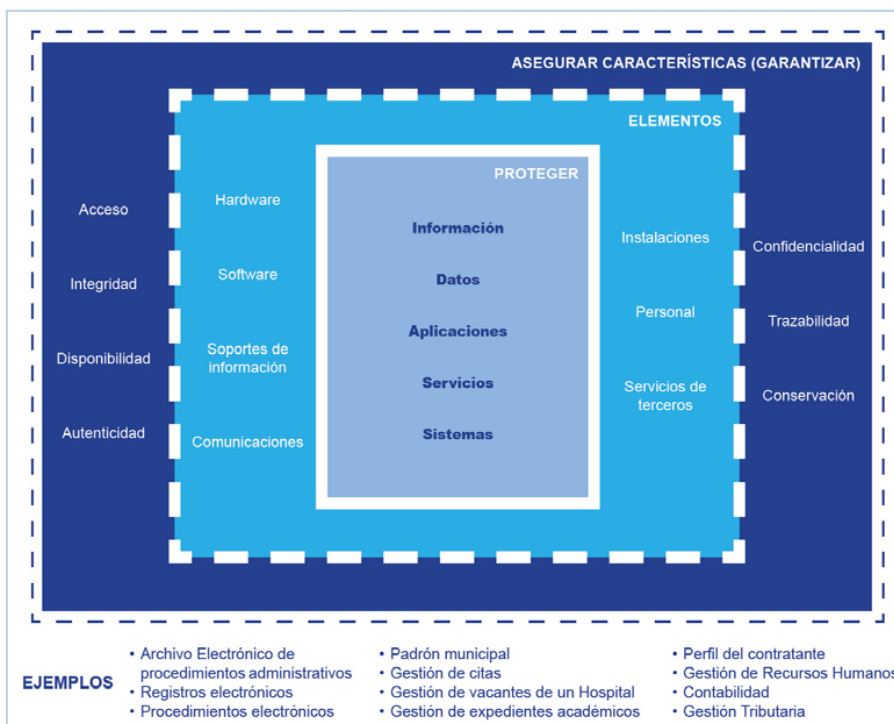 ASEGURAR CARACTERÍSTICAS (GARANTIZAR)
ELEMENTOS
PROTEGER
Acceso
Integridad
Disponibilidad
Autenticidad
Hardware
Software
Soportes de
información
Comunicaciones
Información
Datos
Aplicaciones
Servicios
Sistemas
Instalaciones
Personal
Servicios de
terceros
Confidencialidad
Trazabilidad
Conservación
EJEMPLOS
• Archivo Electrónico de
procedimientos administrativos
• Registros electrónicos
• Procedimientos electrónicos
• Padrón municipal
• Gestión de citas
• Gestión de vacantes de un Hospital
• Gestión de expedientes académicos
• Perfil del contratante
• Gestión de Recursos Humanos
• Contabilidad
• Gestión Tributaria